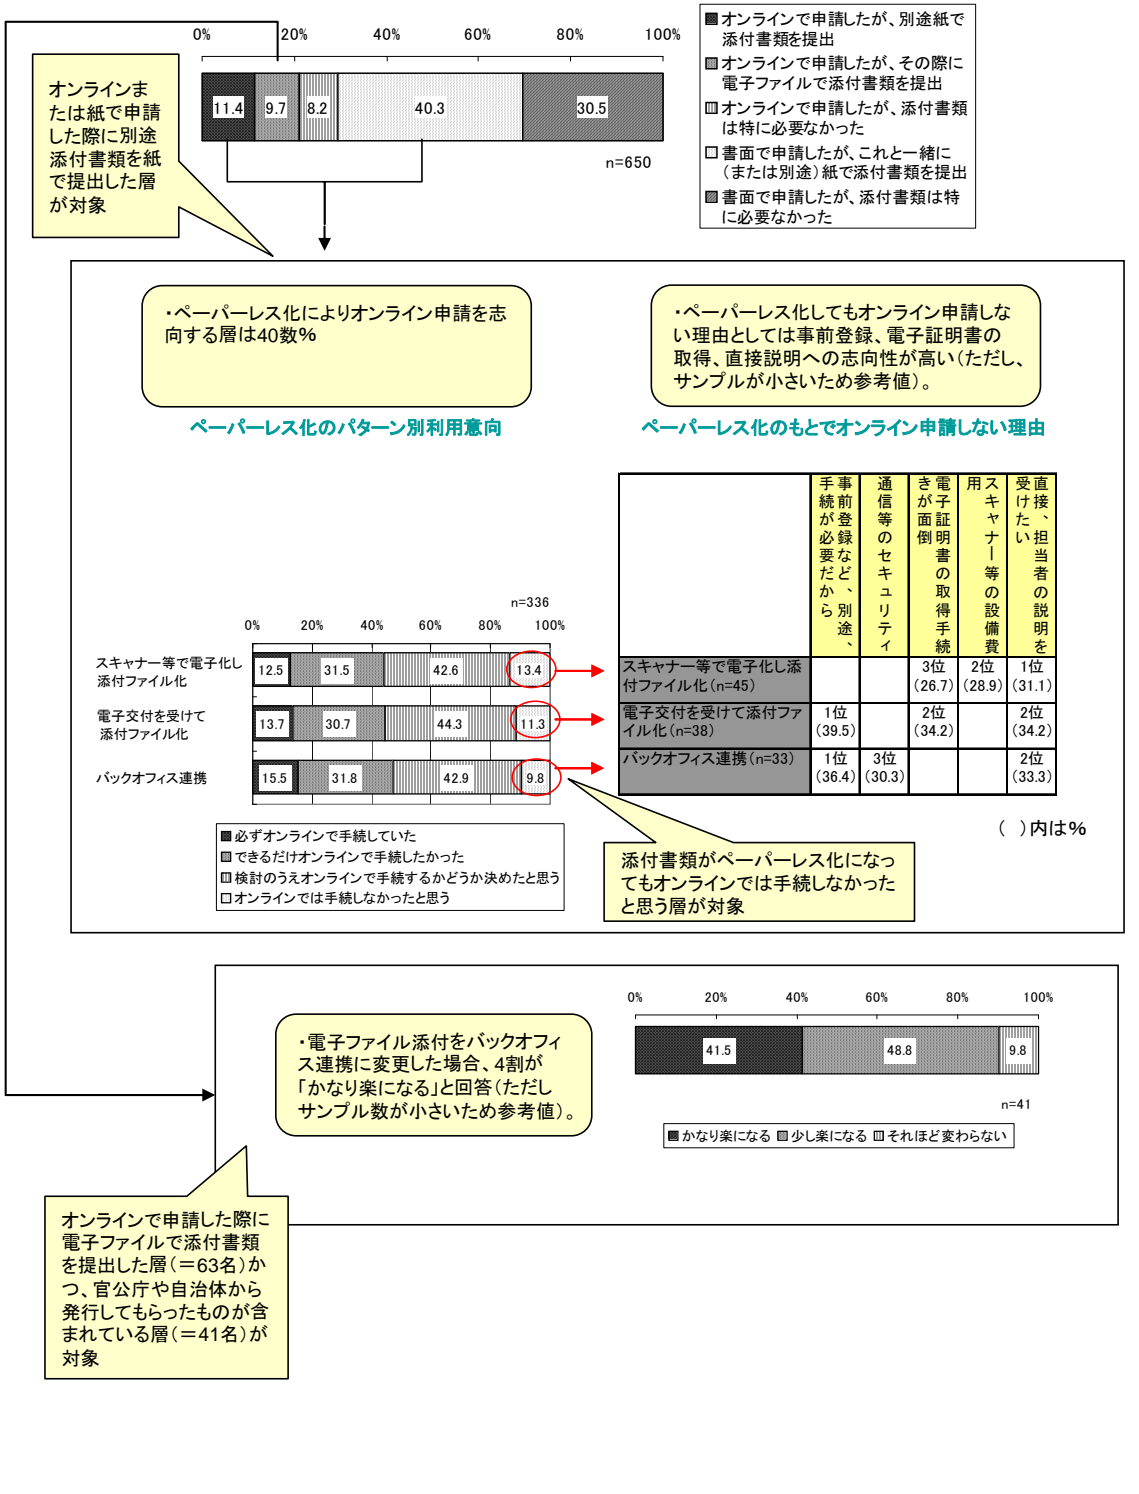 0% 20% 40% 60% 80% 100%
11.4 9.7 8.2 40.3 30.5
n=650
オンラインで申請したが、別途紙で
添付書類を提出
オンラインで申請したが、その際に
電子ファイルで添付書類を提出
オンラインで申請したが、添付書類
は特に必要なかった
書面で申請したが、これと一緒に
（または別途）紙で添付書類を提出
書面で申請したが、添付書類は特
に必要なかった
オンラインま
たは紙で申請
した際に別途
添付書類を紙
で提出した層
が対象
・ペーパーレス化によりオンライン申請を志
向する層は40数%
・ペーパーレス化してもオンライン申請しな
い理由としては事前登録、電子証明書の
取得、直接説明への志向性が高い（ただし、
サンプルが小さいため参考値）。
ペーパーレス化のパターン別利用意向
ペーパーレス化のもとでオンライン申請しない理由
n=336
0% 20% 40% 60% 80% 100%
スキャナー等で電子化し
添付ファイル化
12.5 31.5 42.6 13.4
電子交付を受けて
添付ファイル化
13.7 30.7 44.3 11.3
バックオフィス連携
15.5 31.8 42.9 9.8
必ずオンラインで手続していた
できるだけオンラインで手続したかった
検討のうえオンラインで手続するかどうか決めたと思う
オンラインでは手続しなかったと思う
事前登録など、別途、
手続が必要だから
通信等のセキュリティ
電子証明書の取得手続
きが面倒
スキャナー等の設備費
用
直接、担当者の説明を
受けたい
スキャナー等で電子化し添
付ファイル化（n=45）
3位 2位 1位
（26.7） （28.9） （31.1）
電子交付を受けて添付ファ
イル化（n=38）
1位 2位 2位
（39.5） （34.2） （34.2）
バックオフィス連携（n=33）
1位 3位 2位
（36.4） （30.3） （33.3）
（ ）内は%
添付書類がペーパーレス化になっ
てもオンラインでは手続しなかった
と思う層が対象
・電子ファイル添付をバックオフィ
ス連携に変更した場合、4割が
「かなり楽になる」と回答（ただし
サンプル数が小さいため参考値）。
0% 20% 40% 60% 80% 100%
41.5 48.8 9.8
n=41
かなり楽になる 少し楽になる それほど変わらない
オンラインで申請した際に
電子ファイルで添付書類
を提出した層（＝63名）か
つ、官公庁や自治体から
発行してもらったものが含
まれている層（＝41名）が
対象